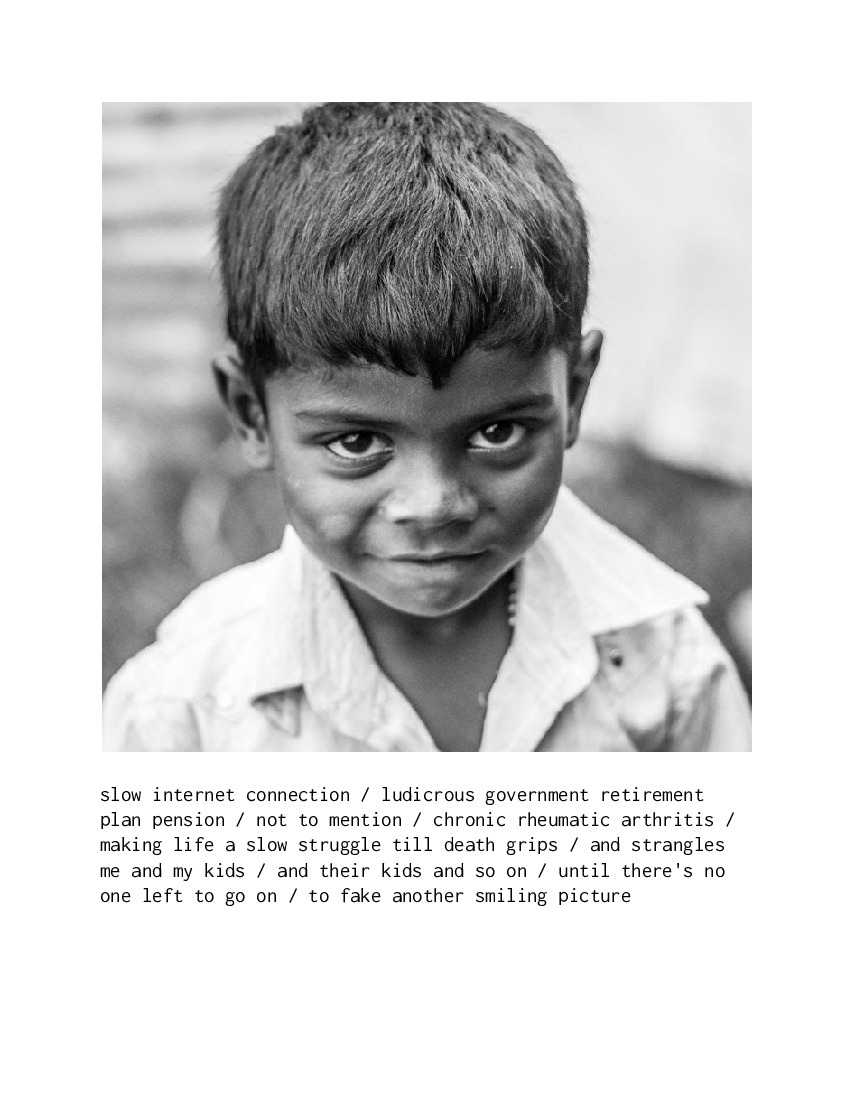 slow internet connection / ludicrous government retirement
plan pension / not to mention / chronic rheumatic arthritis /
making life a slow struggle till death grips / and strangles
me and my kids / and their kids and so on / until there's no
one left to go on / to fake another smiling picture